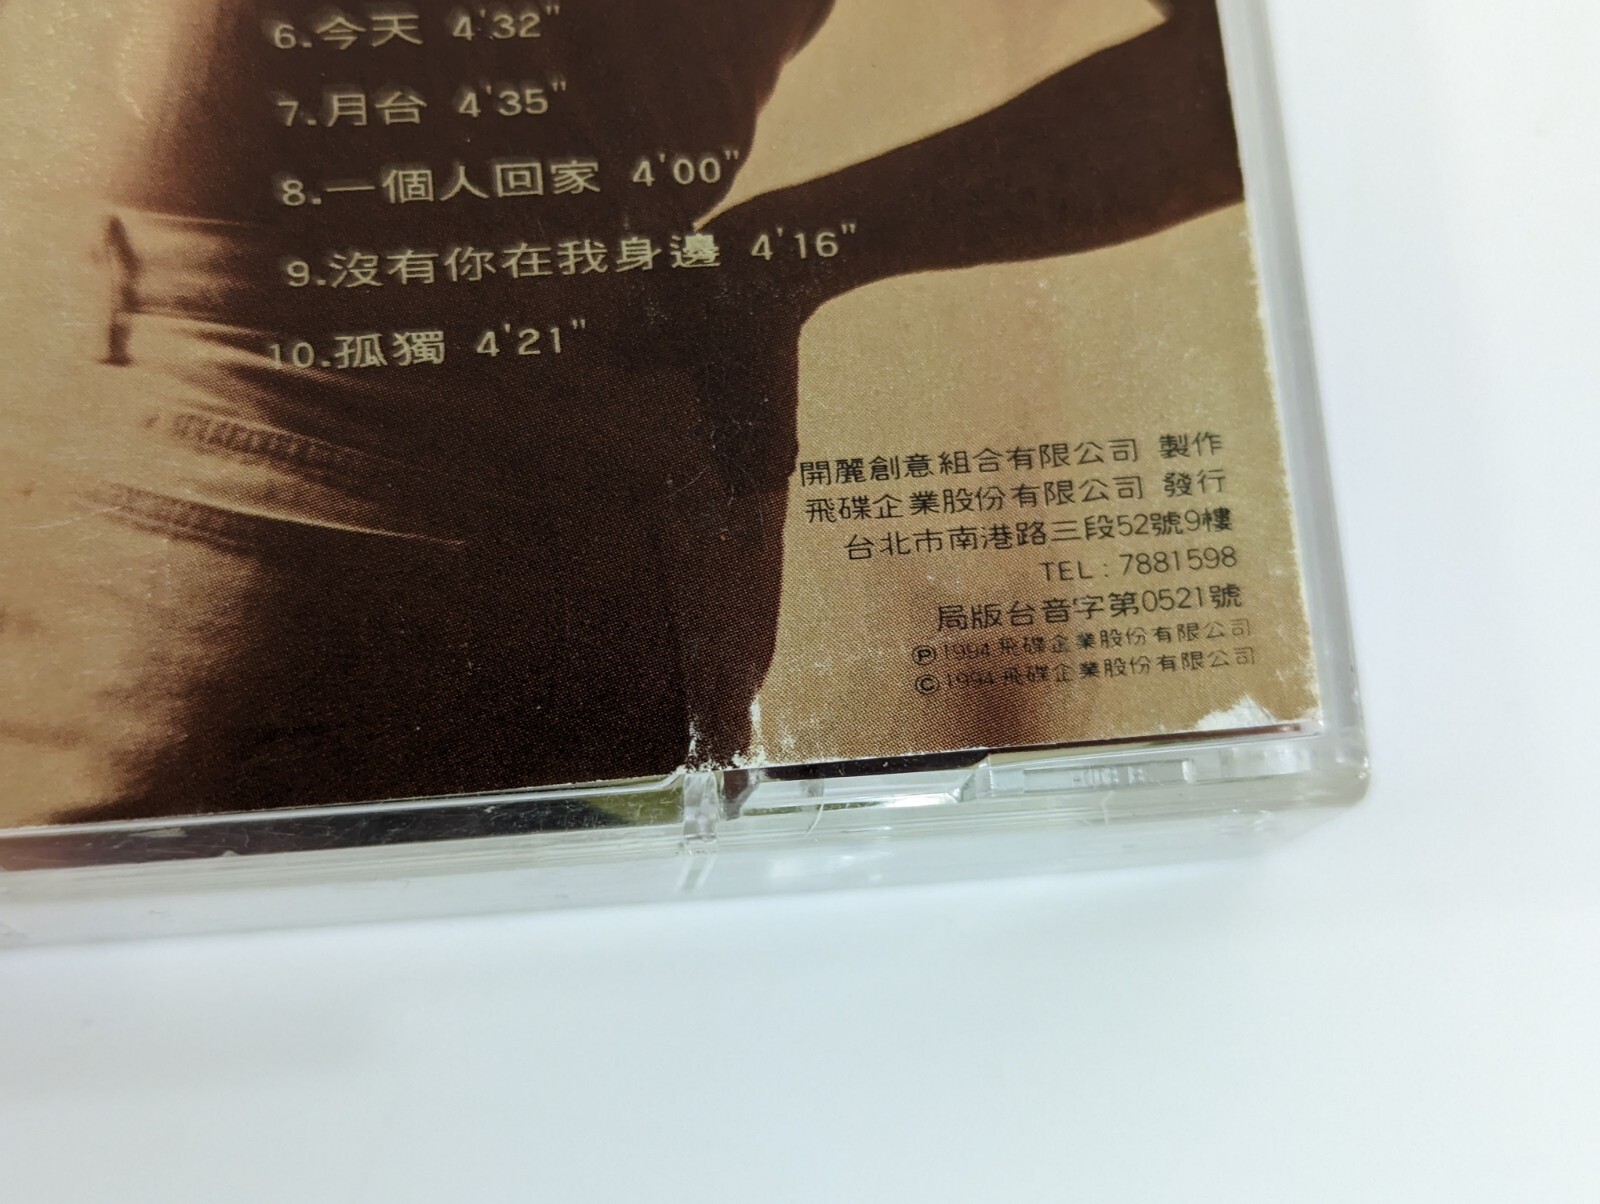 6.今天 4'32"
7.月台 4'35"
8.一個人回家 4'00"
9.沒有你在我身邊 4'16"
10.孤獨 4'21"
開麗創意組合有限公司 製作
飛碟企業股份有限公司 發行
台北市南港路三段52號9樓
TEL : 7881598
局版台音字第0521號
Ⓟ1994 飛碟企業股份有限公司
©1994 飛碟企業股份有限公司